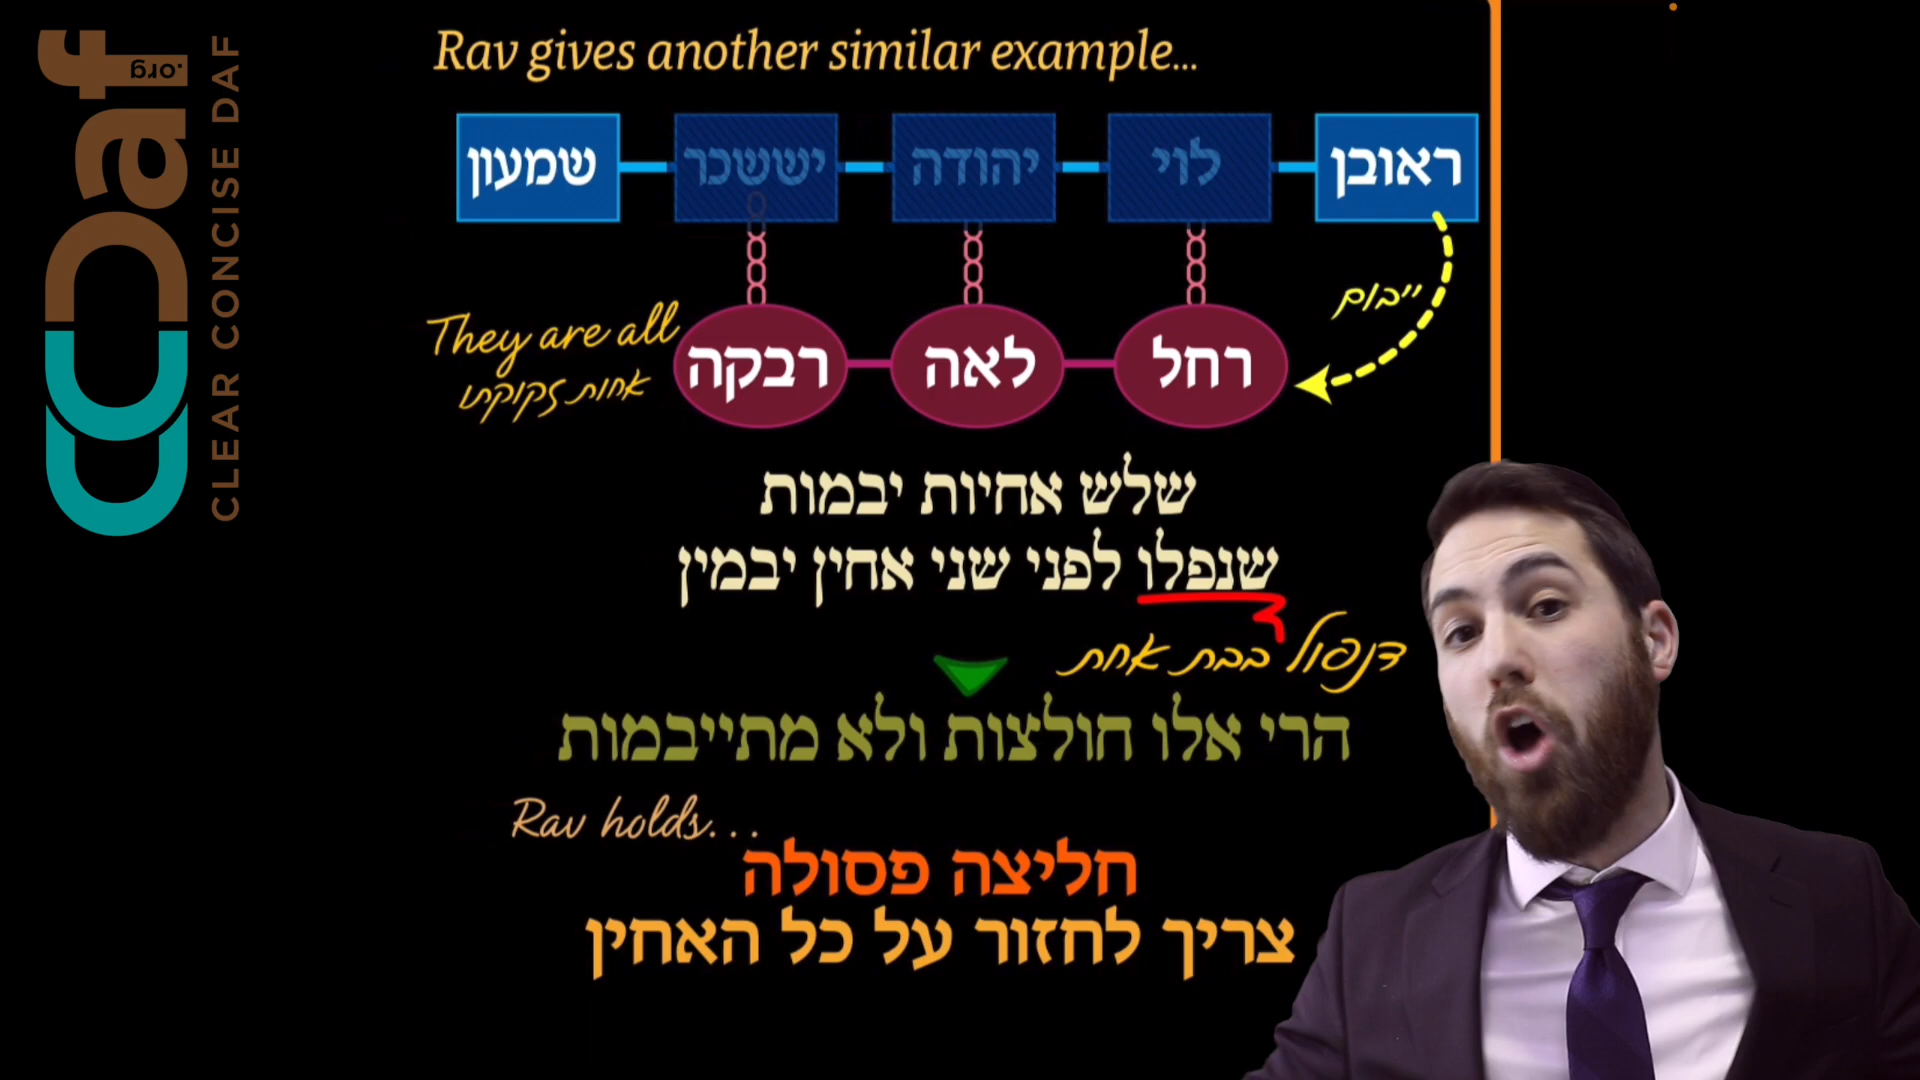 CCDaf
.org
CLEAR CONCISE DAF
Rav gives another similar example...
ראובן לוי יהודה יששכר שמעון
ייבום
רחל לאה רבקה
They are all
אחות זקוקתו
שלש אחיות יבמות
שנפלו לפני שני אחין יבמין
דנפול בבת אחת
הרי אלו חולצות ולא מתייבמות
Rav holds...
חליצה פסולה
צריך לחזור על כל האחין